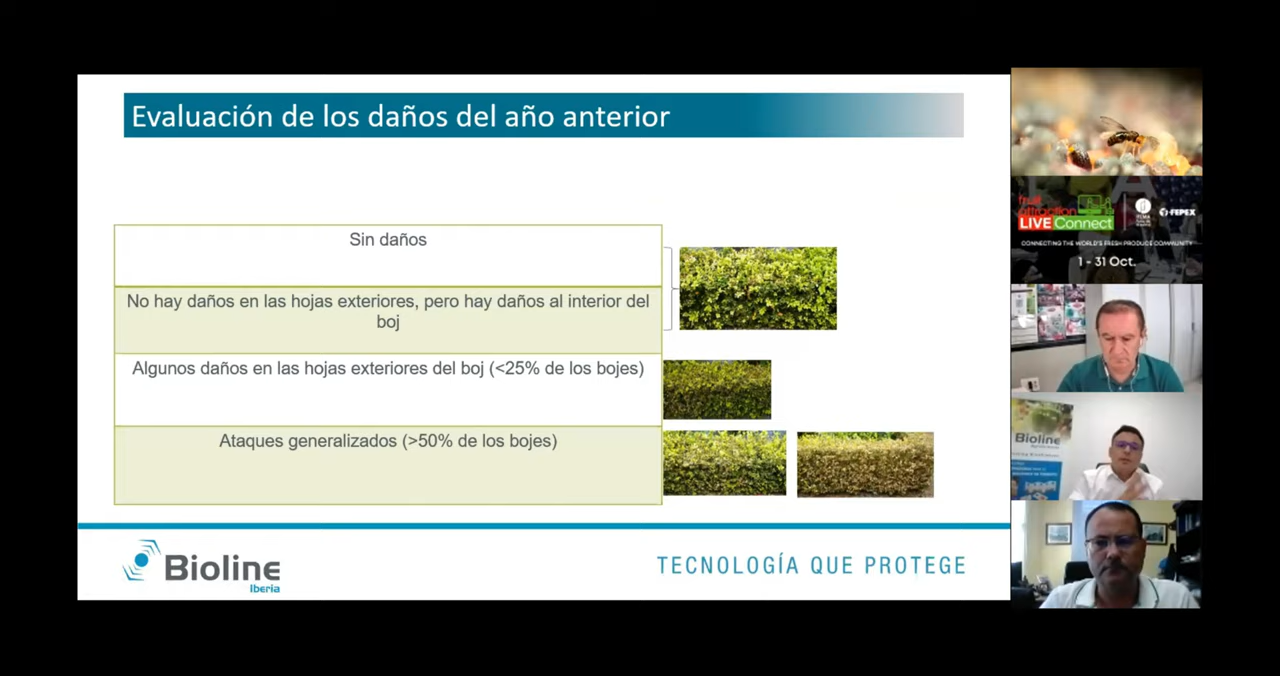 Evaluación de los daños del año anterior
Sin daños
No hay daños en las hojas exteriores, pero hay daños al interior del
boj
Algunos daños en las hojas exteriores del boj (<25% de los bojes)
Ataques generalizados (>50% de los bojes)
Bioline
Iberia
TECNOLOGÍA QUE PROTEGE
fruit
attraction
LIVE Connect
FEPEX
CONNECTING THE WORLD'S FRESH PRODUCE COMMUNITY
1 - 31 Oct.
Bioline